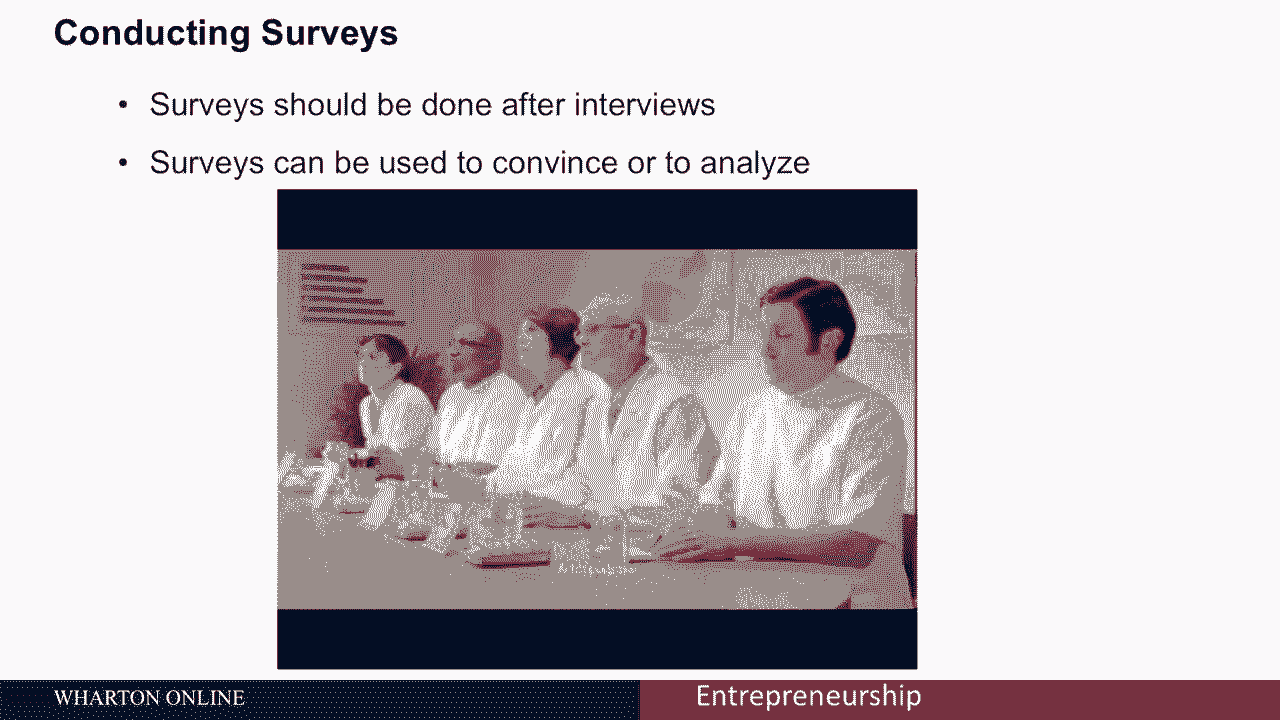 Conducting Surveys
• Surveys should be done after interviews
• Surveys can be used to convince or to analyze
WHARTON ONLINE
Entrepreneurship